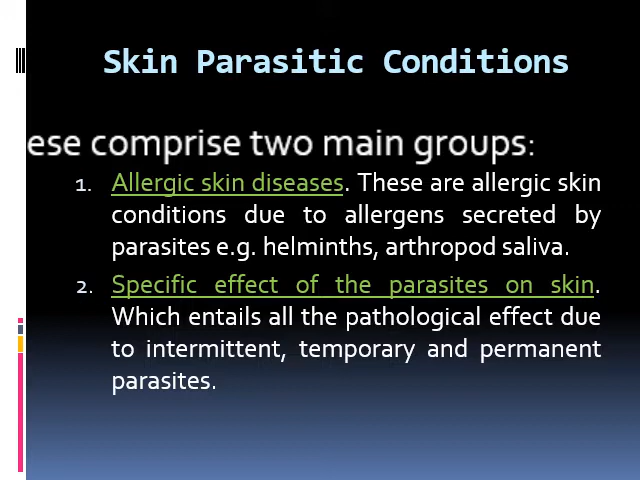 Skin Parasitic Conditions
ese comprise two main groups:
1. Allergic skin diseases. These are allergic skin
conditions due to allergens secreted by
parasites e.g. helminths, arthropod saliva.
2. Specific effect of the parasites on skin.
Which entails all the pathological effect due
to intermittent, temporary and permanent
parasites.